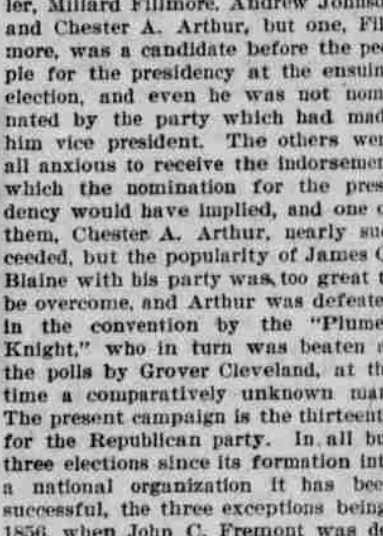 ler, Millard Fillmore, Andrew Johnso
and Chester A. Arthur, but one, Fil
more, was a candidate before the peo
ple for the presidency at the ensuin
election, and even he was not nomi
nated by the party which had mad
him vice president. The others wer
all anxious to receive the indorsemen
which the nomination for the presi
dency would have implied, and one o
them, Chester A. Arthur, nearly suc
ceeded, but the popularity of James G
Blaine with his party was too great t
be overcome, and Arthur was defeate
in the convention by the "Plume
Knight," who in turn was beaten a
the polls by Grover Cleveland, at th
time a comparatively unknown man
The present campaign is the thirteent
for the Republican party. In all bu
three elections since its formation int
a national organization it has bee
successful, the three exceptions being
1856, when John C. Fremont was de